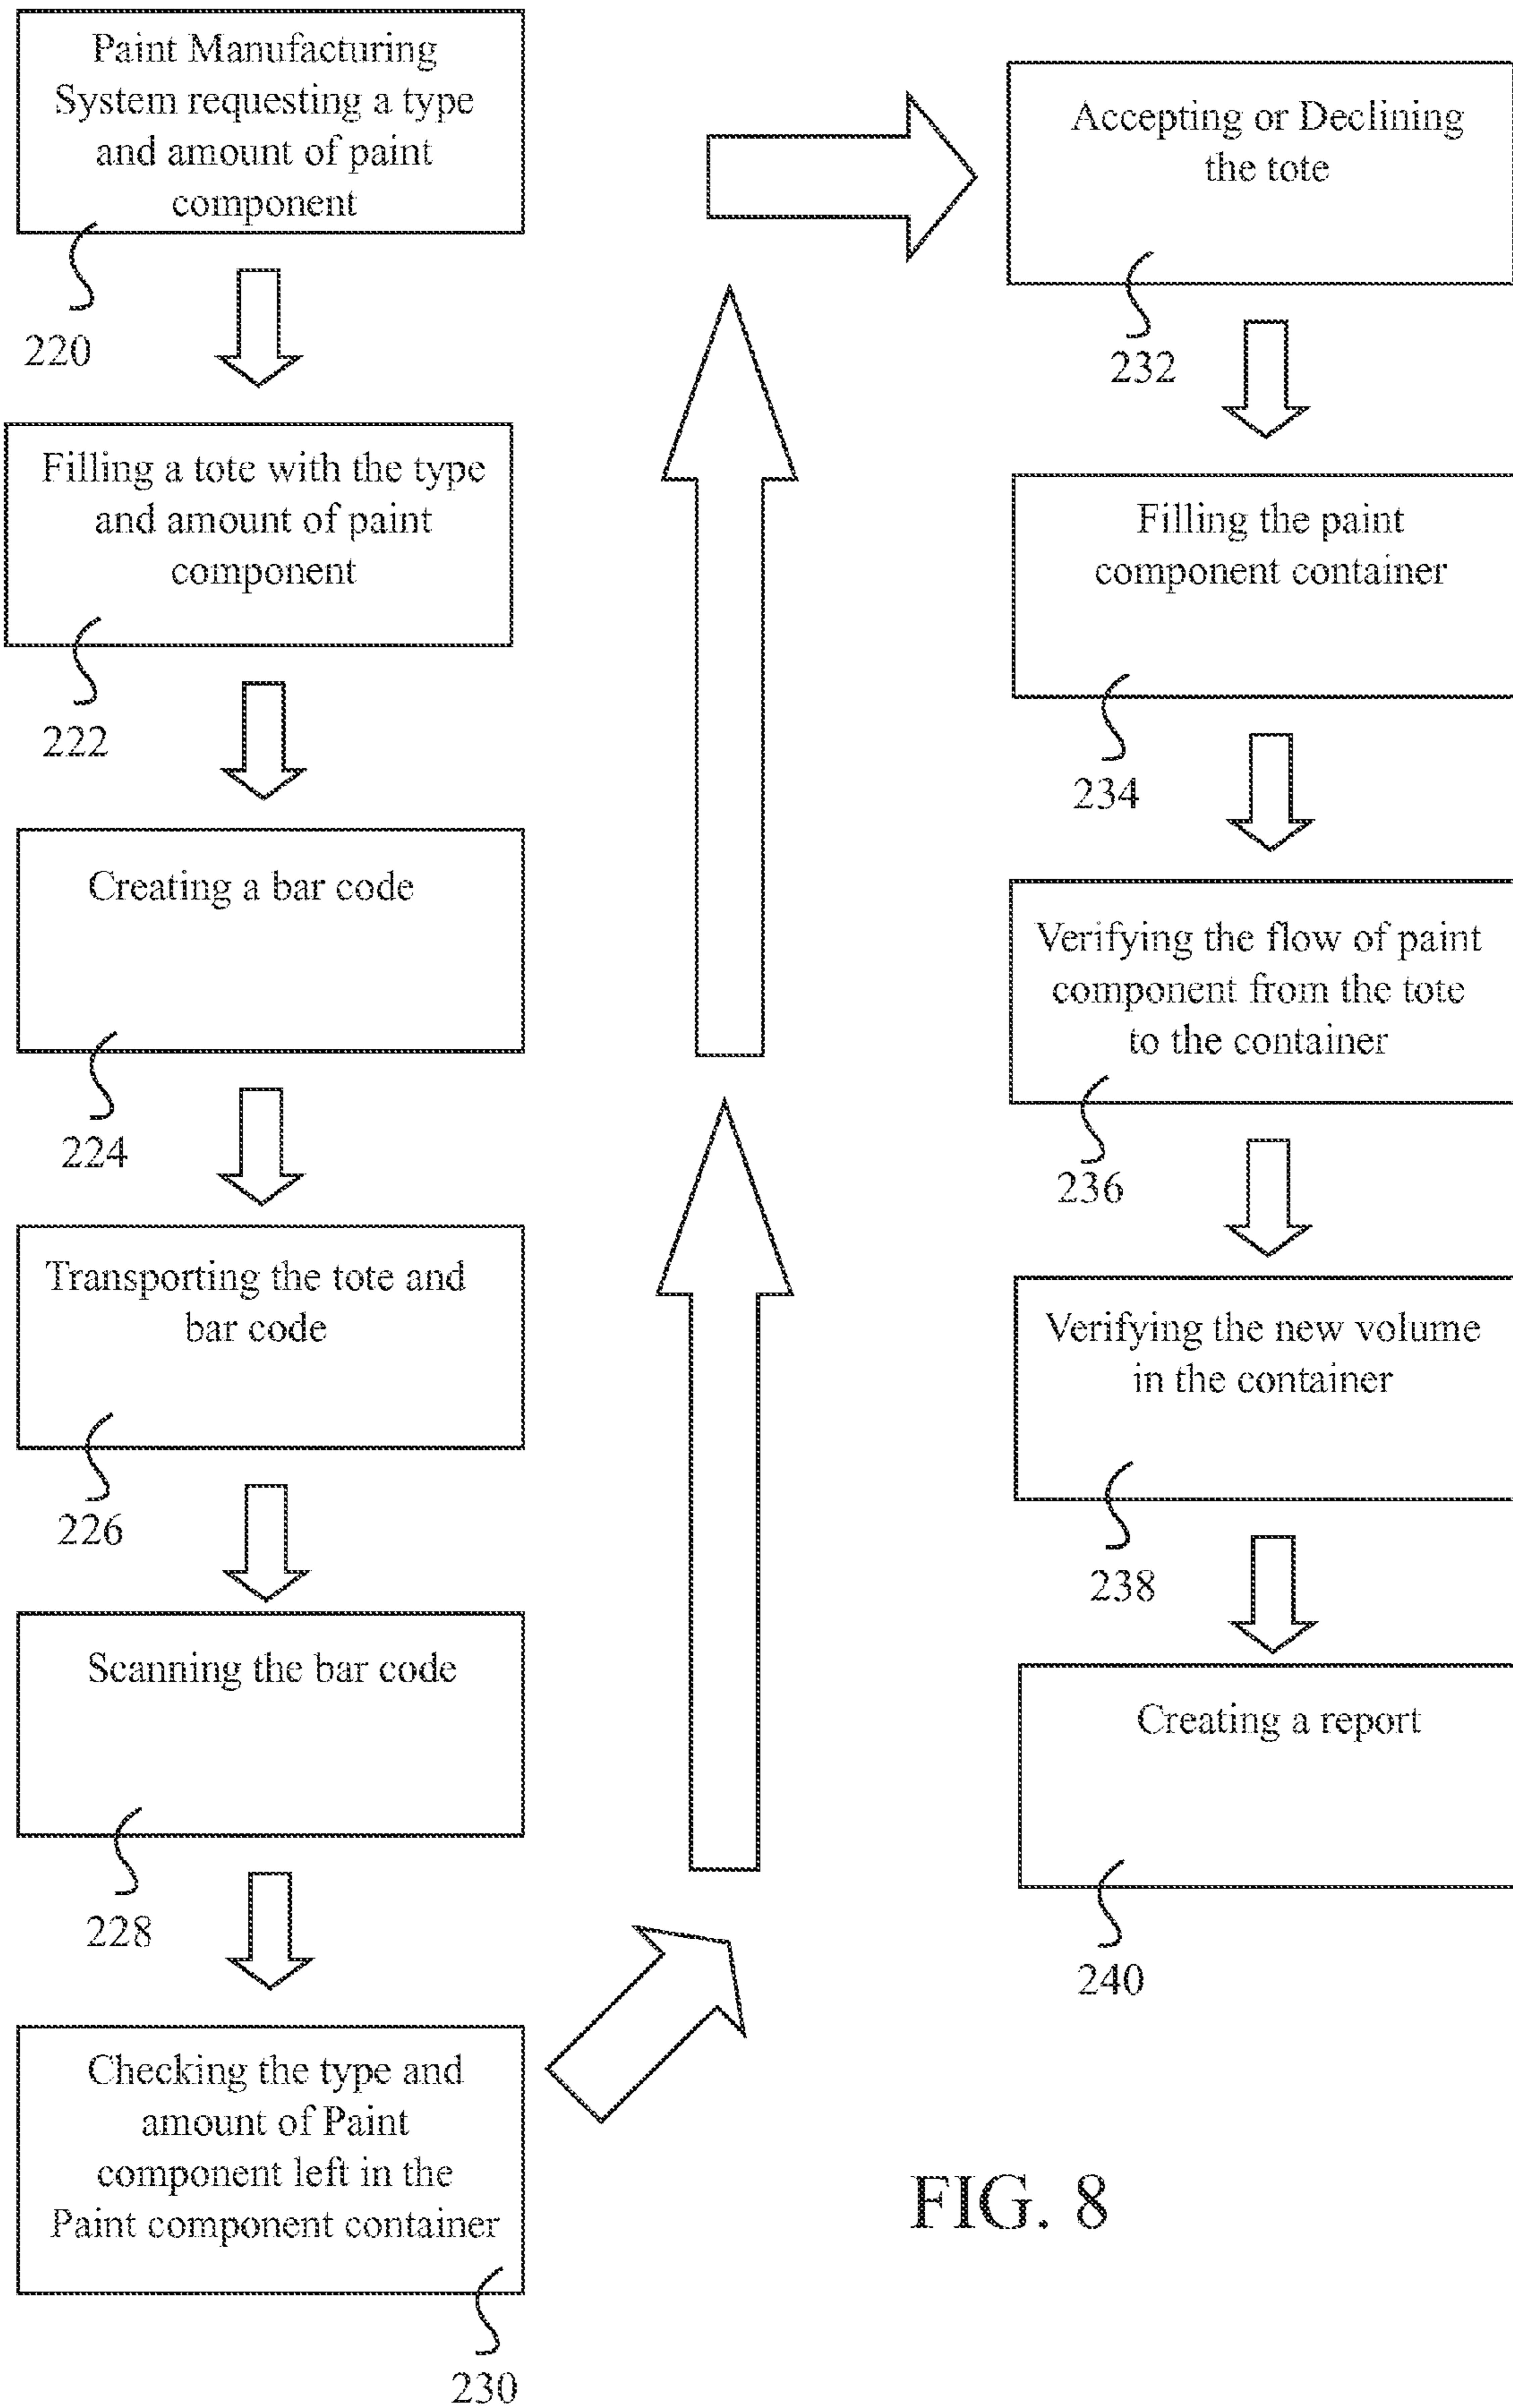 Paint Manufacturing
System requesting a type
and amount of paint
component
220
Filling a tote with the type
and amount of paint
component
222
Creating a bar code
224
Transporting the tote and
bar code
226
Scanning the bar code
228
Checking the type and
amount of Paint
component left in the
Paint component container
230
Accepting or Declining
the tote
232
Filling the paint
component container
234
Verifying the flow of paint
component from the tote
to the container
236
Verifying the new volume
in the container
238
Creating a report
240
FIG. 8